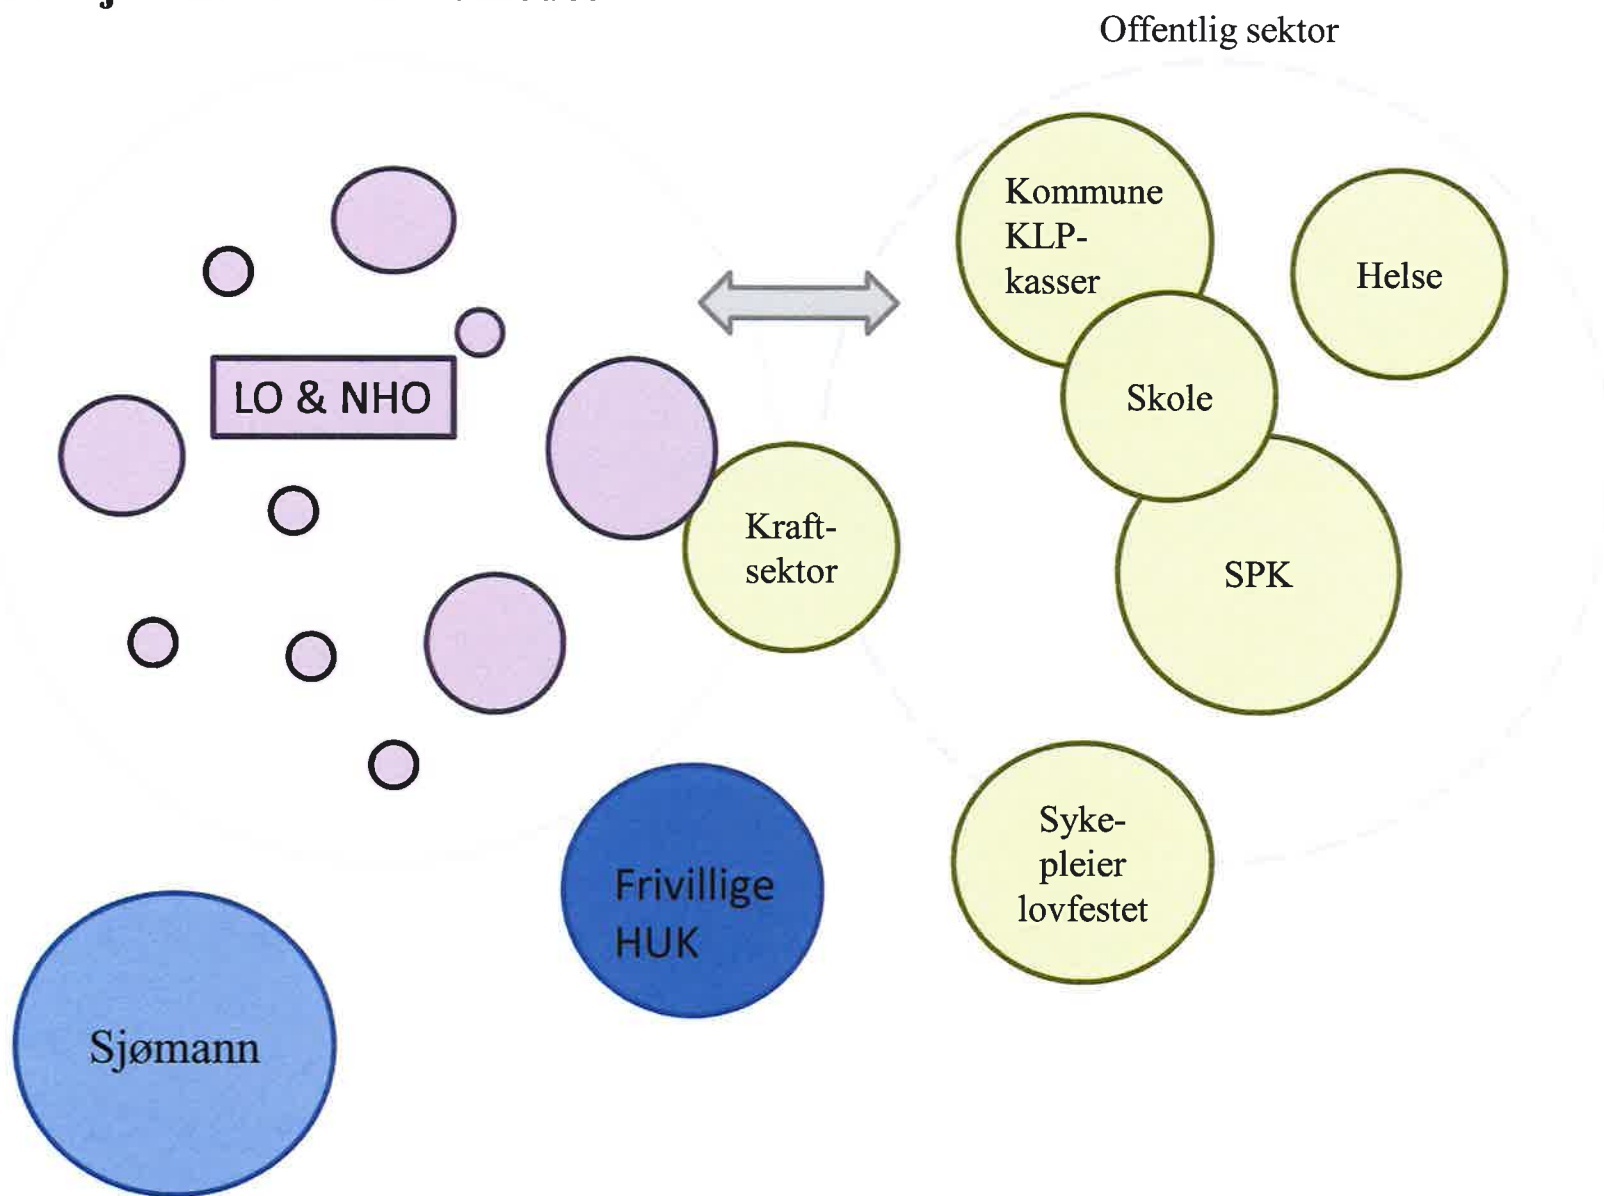 Offentlig sektor
Kommune
KLP-
kasser
Helse
LO & NHO
Skole
Kraft-
sektor
SPK
Syke-
pleier
lovfestet
Frivillige
HUK
Sjømann